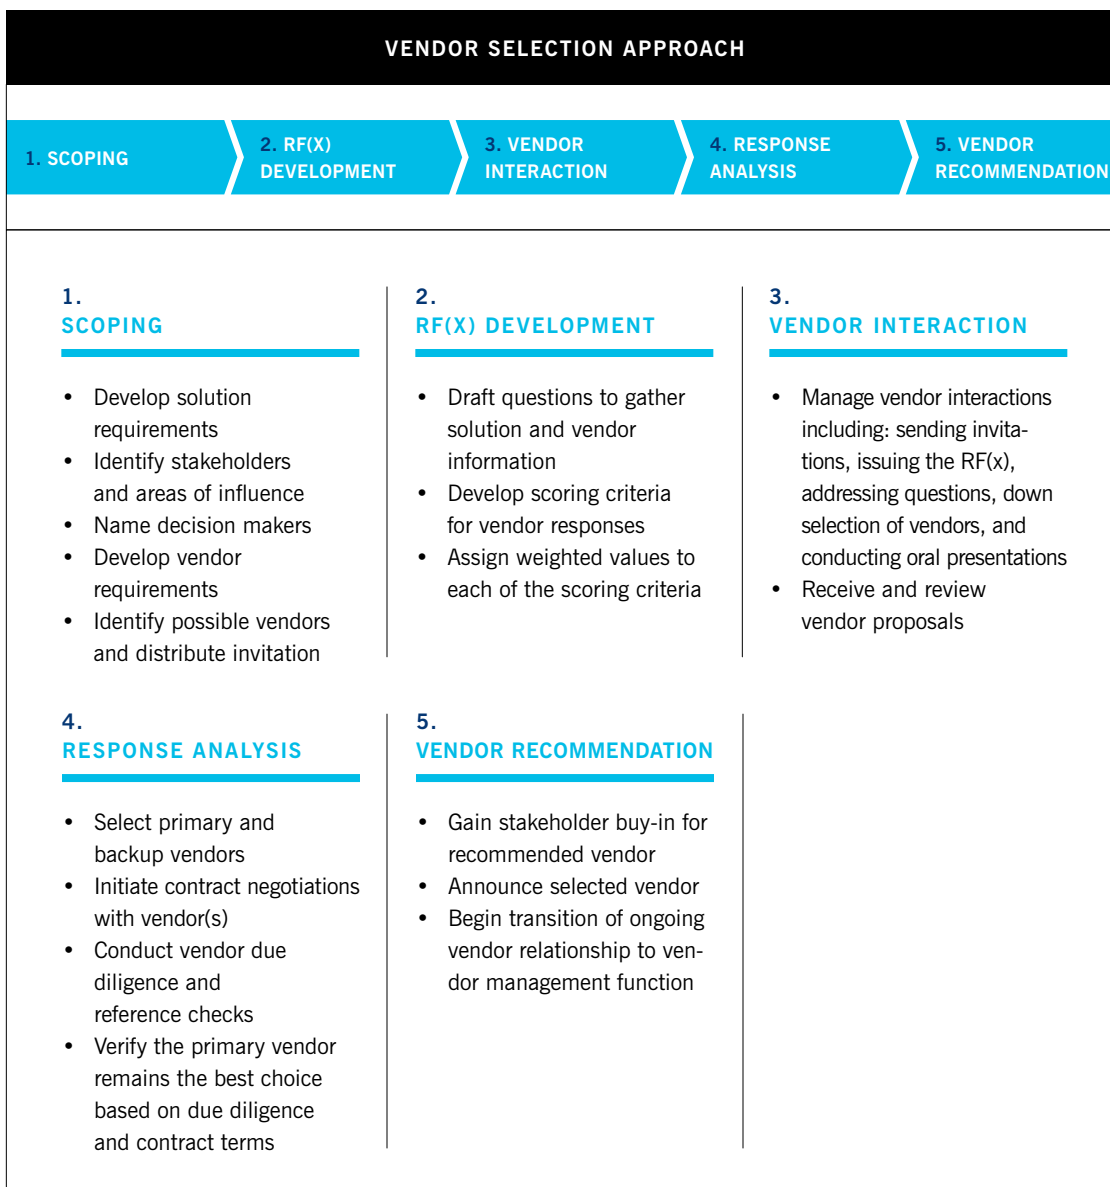 VENDOR SELECTION APPROACH
1. SCOPING
2. RF(X)
DEVELOPMENT
3. VENDOR
INTERACTION
4. RESPONSE
ANALYSIS
5. VENDOR
RECOMMENDATION
1.
SCOPING
• Develop solution
requirements
• Identify stakeholders
and areas of influence
• Name decision makers
• Develop vendor
requirements
• Identify possible vendors
and distribute invitation
2.
RF(X) DEVELOPMENT
• Draft questions to gather
solution and vendor
information
• Develop scoring criteria
for vendor responses
• Assign weighted values to
each of the scoring criteria
3.
VENDOR INTERACTION
• Manage vendor interactions
including: sending invita-
tions, issuing the RF(x),
addressing questions, down
selection of vendors, and
conducting oral presentations
• Receive and review
vendor proposals
4.
RESPONSE ANALYSIS
• Select primary and
backup vendors
• Initiate contract negotiations
with vendor(s)
• Conduct vendor due
diligence and
reference checks
• Verify the primary vendor
remains the best choice
based on due diligence
and contract terms
5.
VENDOR RECOMMENDATION
• Gain stakeholder buy-in for
recommended vendor
• Announce selected vendor
• Begin transition of ongoing
vendor relationship to ven-
dor management function